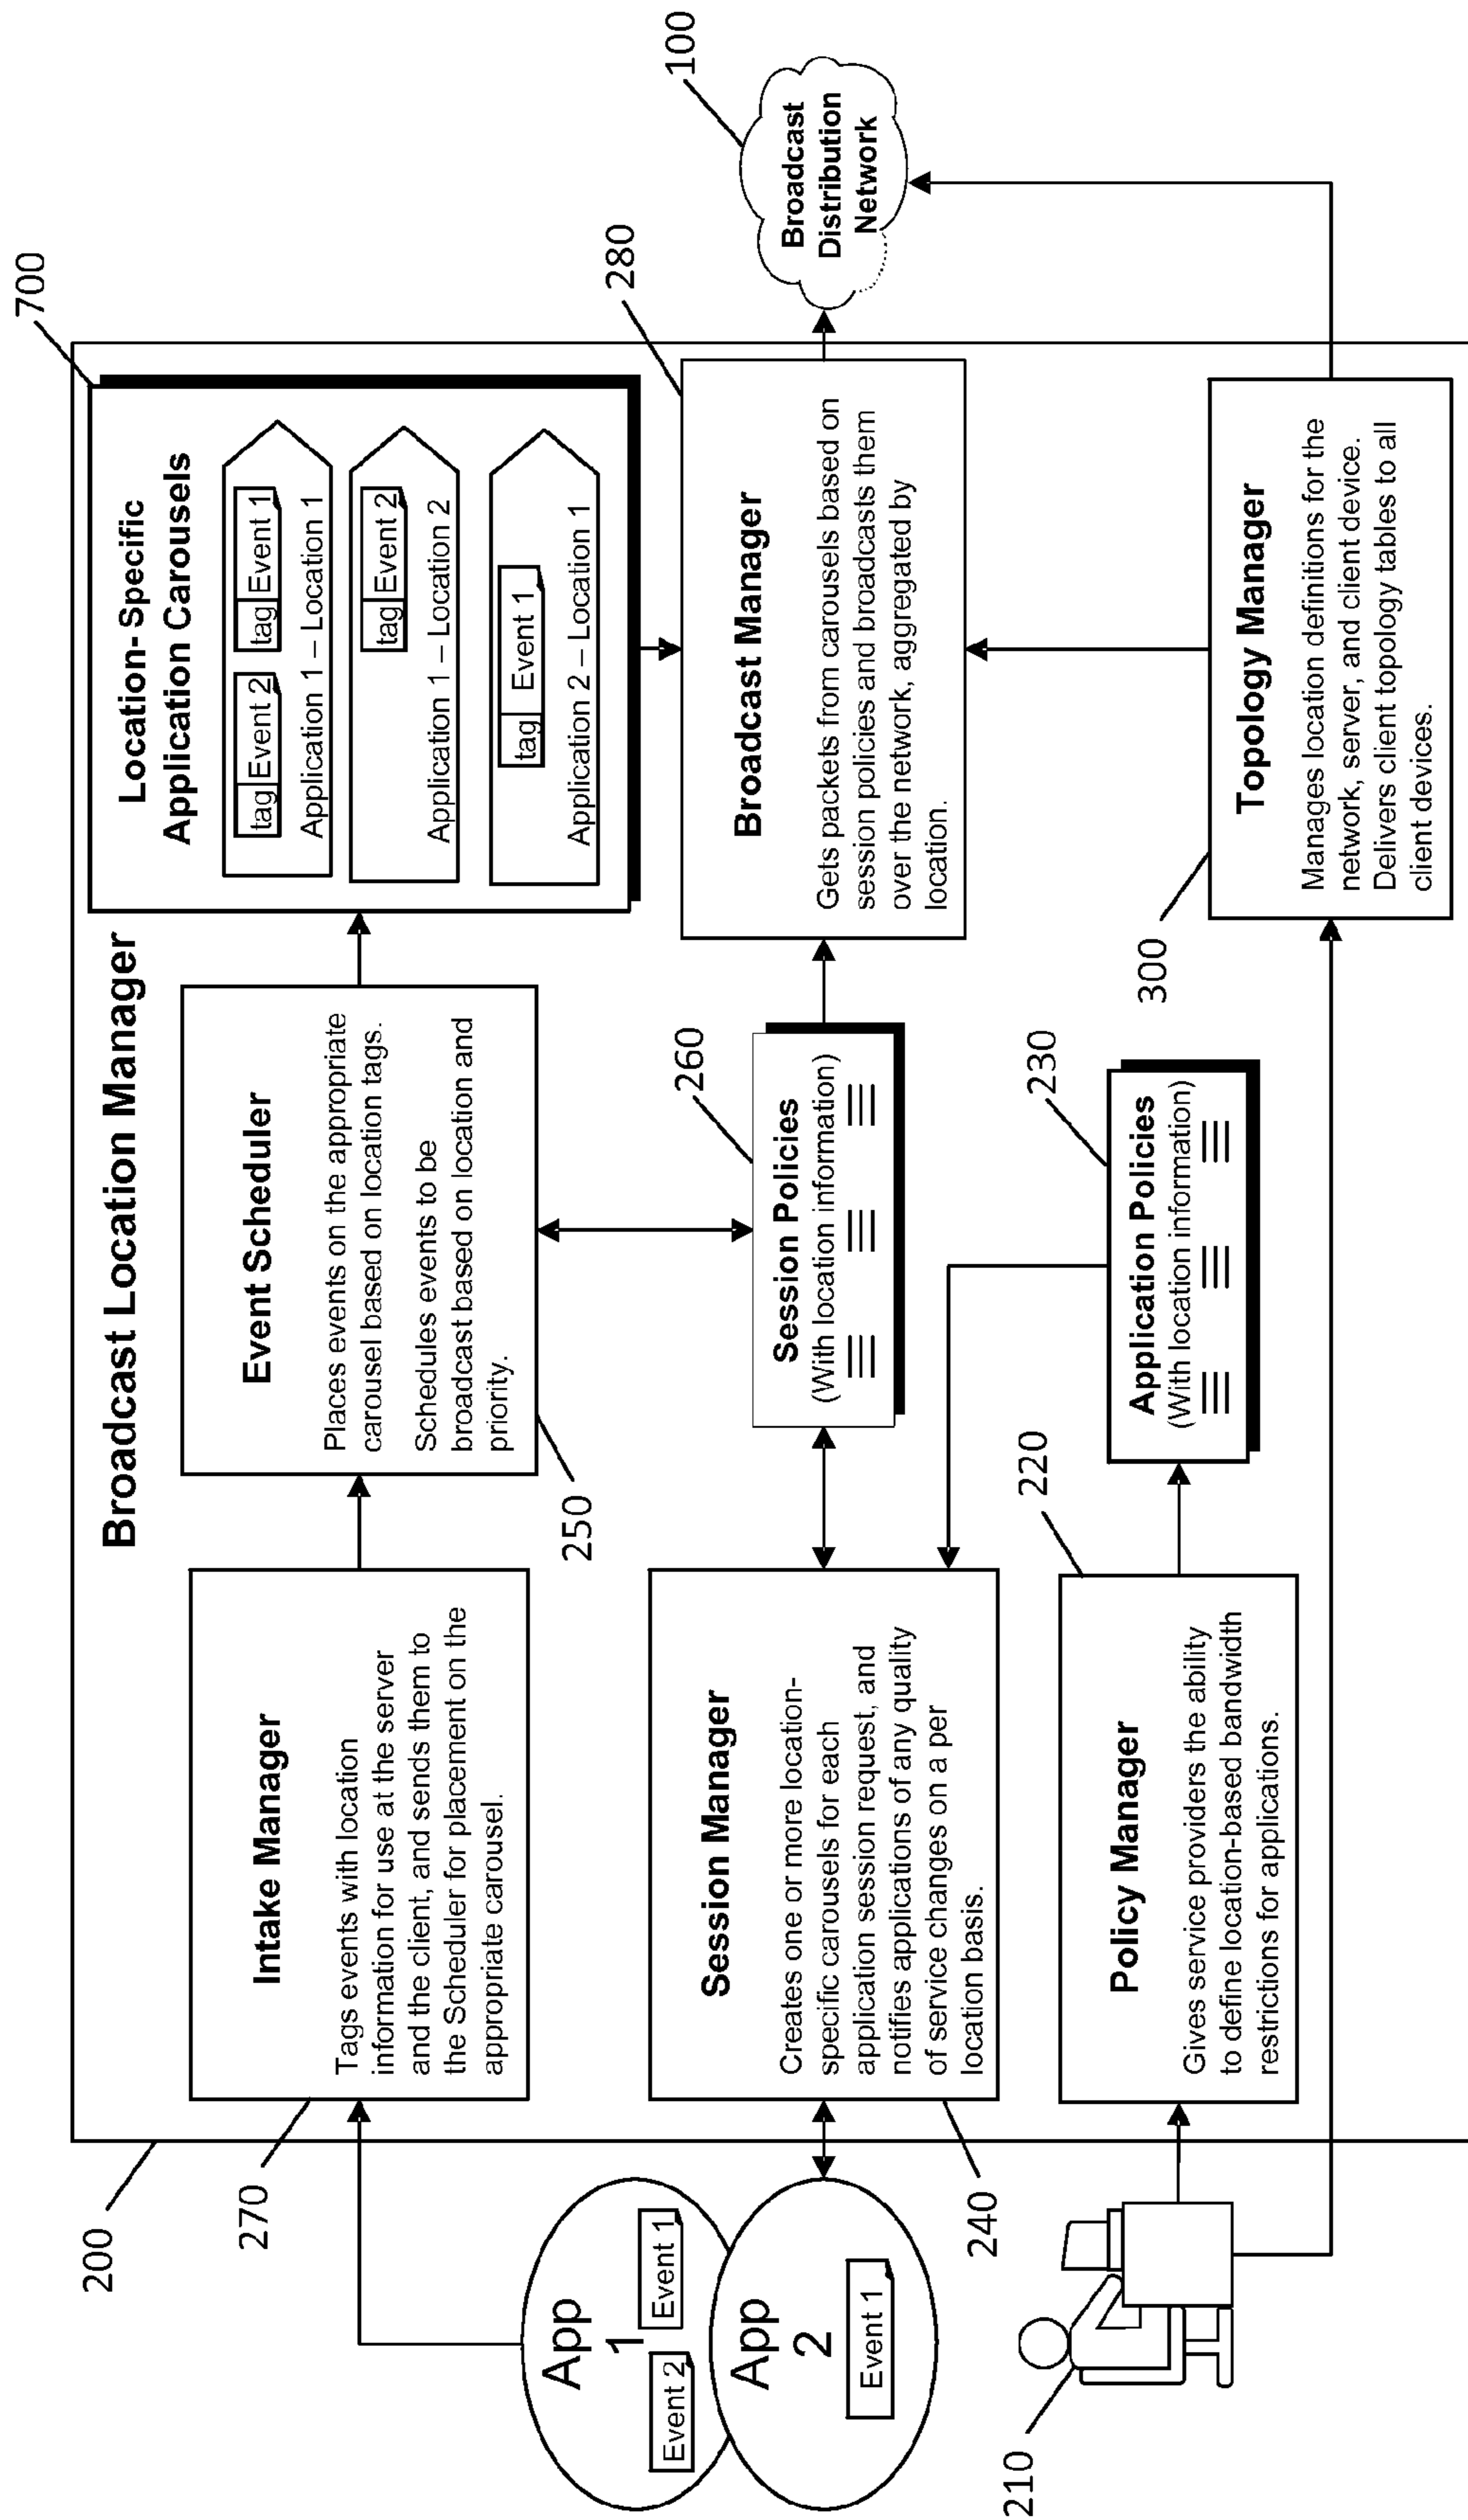 Broadcast Location Manager
200
270
Intake Manager
Tags events with location
information for use at the server
and the client, and sends them to
the Scheduler for placement on the
appropriate carousel.
Event Scheduler
Places events on the appropriate
carousel based on location tags.
Schedules events to be
broadcast based on location and
priority.
250
700
Location-Specific
Application Carousels
tag Event 2
tag Event 1
Application 1 – Location 1
tag Event 2
Application 1 – Location 2
tag Event 1
Application 2 – Location 1
App
1
Event 2
Event 1
App
2
Event 1
240
Session Manager
Creates one or more location-
specific carousels for each
application session request, and
notifies applications of any quality
of service changes on a per
location basis.
260
Session Policies
(With location information)
280
Broadcast Manager
Gets packets from carousels based on
session policies and broadcasts them
over the network, aggregated by
location.
100
Broadcast
Distribution
Network
210
220
Policy Manager
Gives service providers the ability
to define location-based bandwidth
restrictions for applications.
230
Application Policies
(With location information)
300
Topology Manager
Manages location definitions for the
network, server, and client device.
Delivers client topology tables to all
client devices.